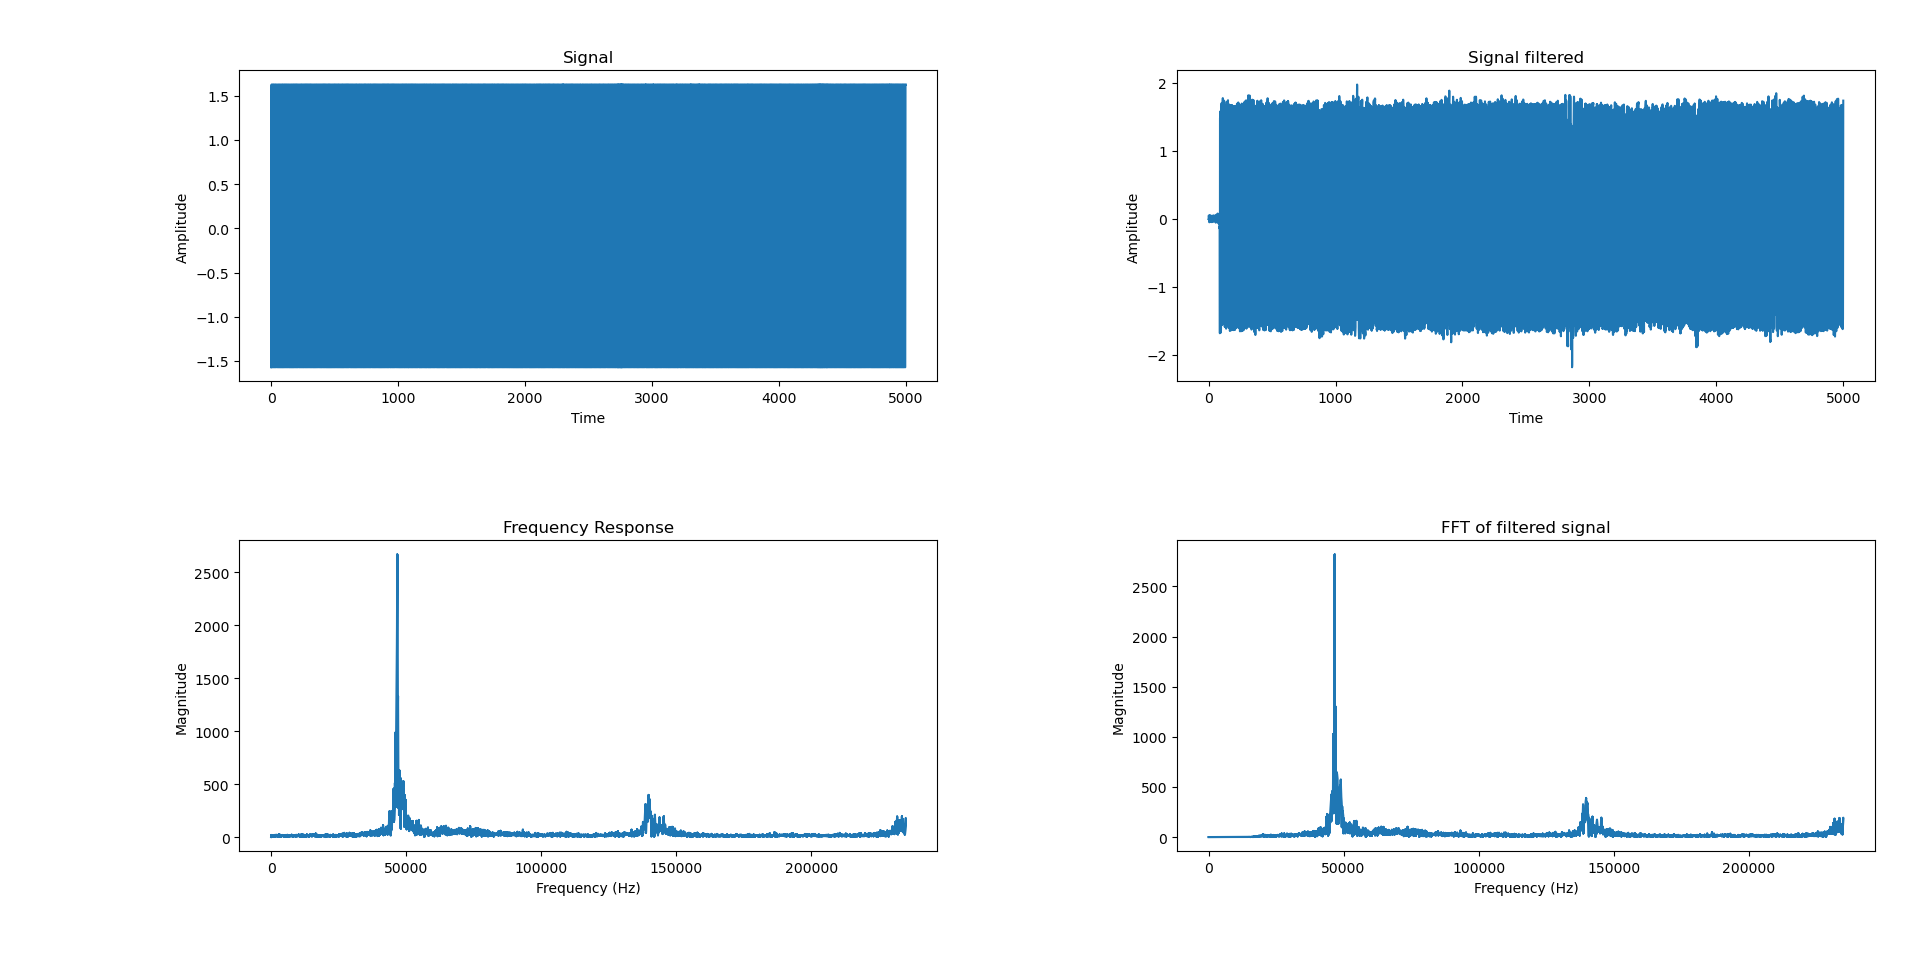 Signal
Amplitude
1.5
1.0
0.5
0.0
−0.5
−1.0
−1.5
0 1000 2000 3000 4000 5000
Time
Signal filtered
Amplitude
2
1
0
−1
−2
0 1000 2000 3000 4000 5000
Time
Frequency Response
Magnitude
2500
2000
1500
1000
500
0
0 50000 100000 150000 200000
Frequency (Hz)
FFT of filtered signal
Magnitude
2500
2000
1500
1000
500
0
0 50000 100000 150000 200000
Frequency (Hz)